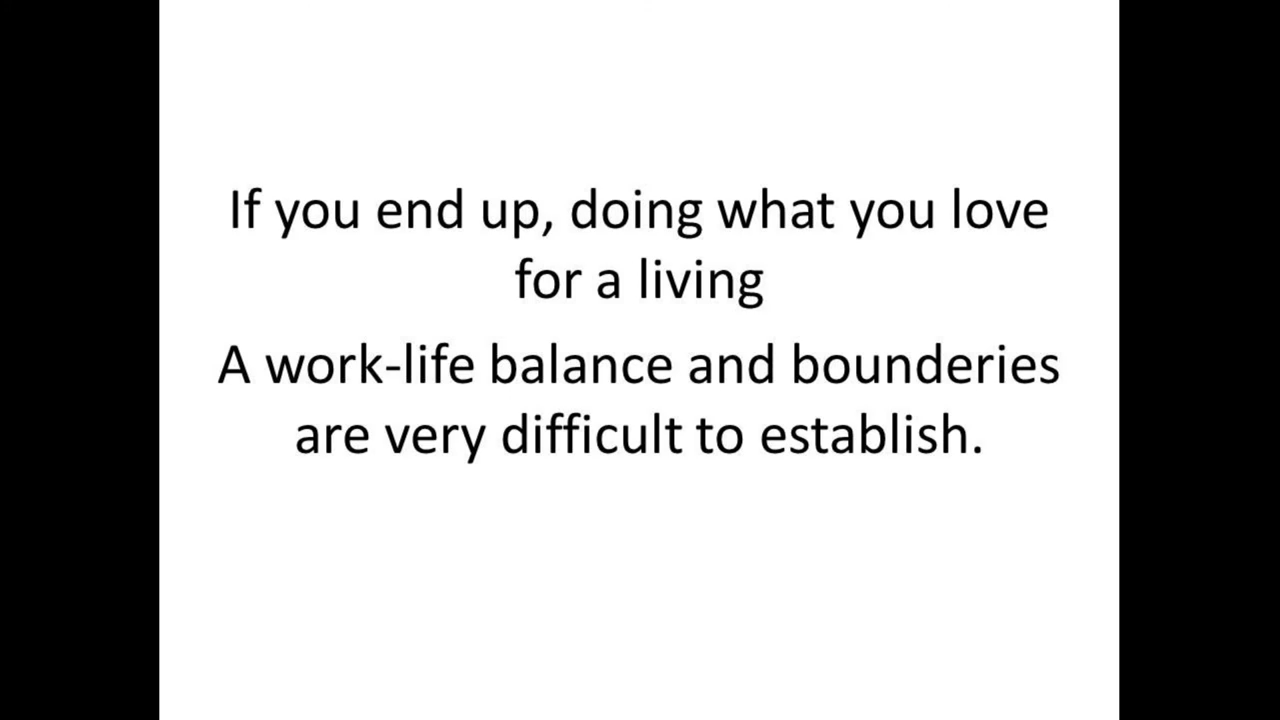 If you end up, doing what you love
for a living
A work-life balance and bounderies
are very difficult to establish.